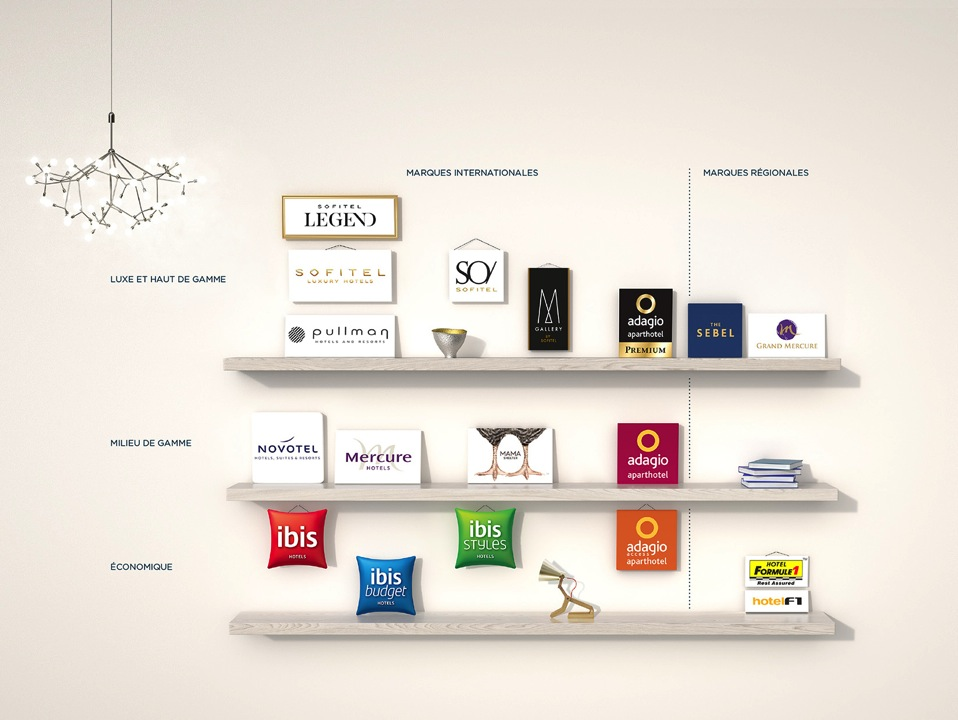 MARQUES INTERNATIONALES
MARQUES RÉGIONALES
LUXE ET HAUT DE GAMME
SOFITEL
LEGEND
SOFITEL
LUXURY HOTELS
SO/
SOFITEL
pullman
HOTELS AND RESORTS
M
GALLERY
BY
SOFITEL
adagio
aparthotel
PREMIUM
THE
SEBEL
m
GRAND MERCURE
MILIEU DE GAMME
NOVOTEL
HOTELS, SUITES & RESORTS
m
Mercure
HOTELS
MAMA
SHELTER
adagio
aparthotel
ÉCONOMIQUE
ibis
HOTELS
ibis
budget
HOTELS
ibis
STYLES
HOTELS
adagio
access
aparthotel
HOTEL
FORMULE1
Rest Assured
hotelF1